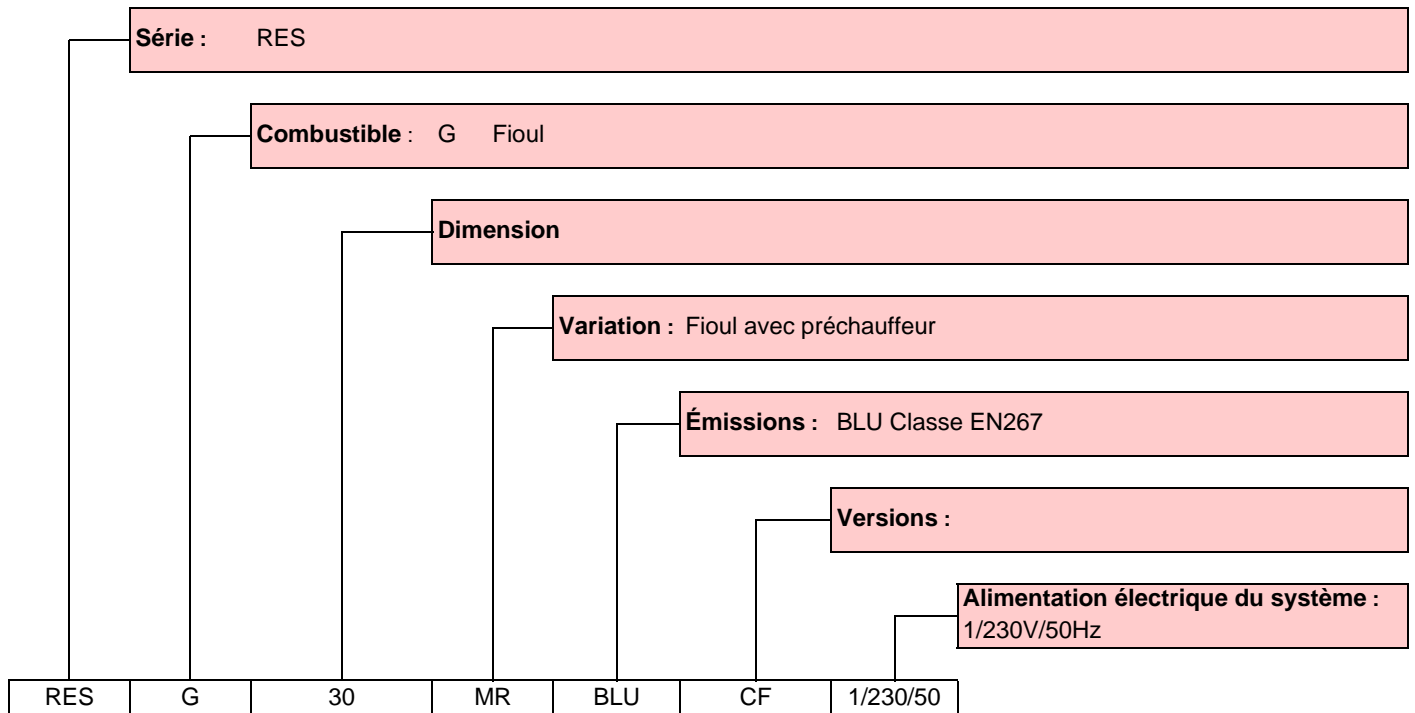 Série : RES
Combustible : G Fioul
Dimension
Variation : Fioul avec préchauffeur
Émissions : BLU Classe EN267
Versions :
Alimentation électrique du système :
1/230V/50Hz
RES G 30 MR BLU CF 1/230/50